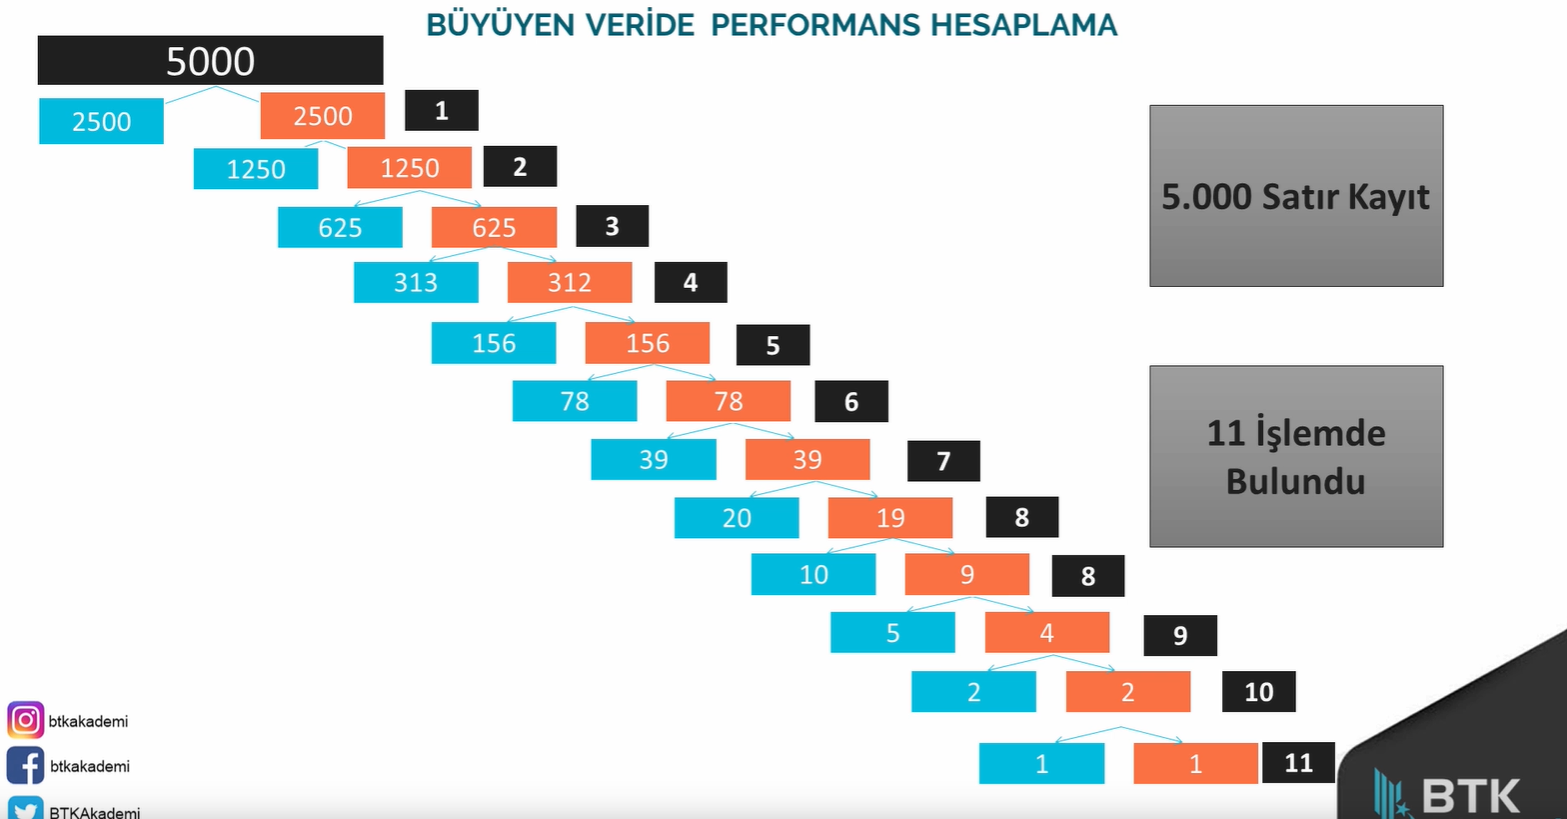 BÜYÜYEN VERİDE PERFORMANS HESAPLAMA
5000
2500 2500 1
1250 1250 2
625 625 3
313 312 4
156 156 5
78 78 6
39 39 7
20 19 8
10 9 8
5 4 9
2 2 10
1 1 11
5.000 Satır Kayıt
11 İşlemde
Bulundu
btkakademi
btkakademi
BTKAkademi
BTK